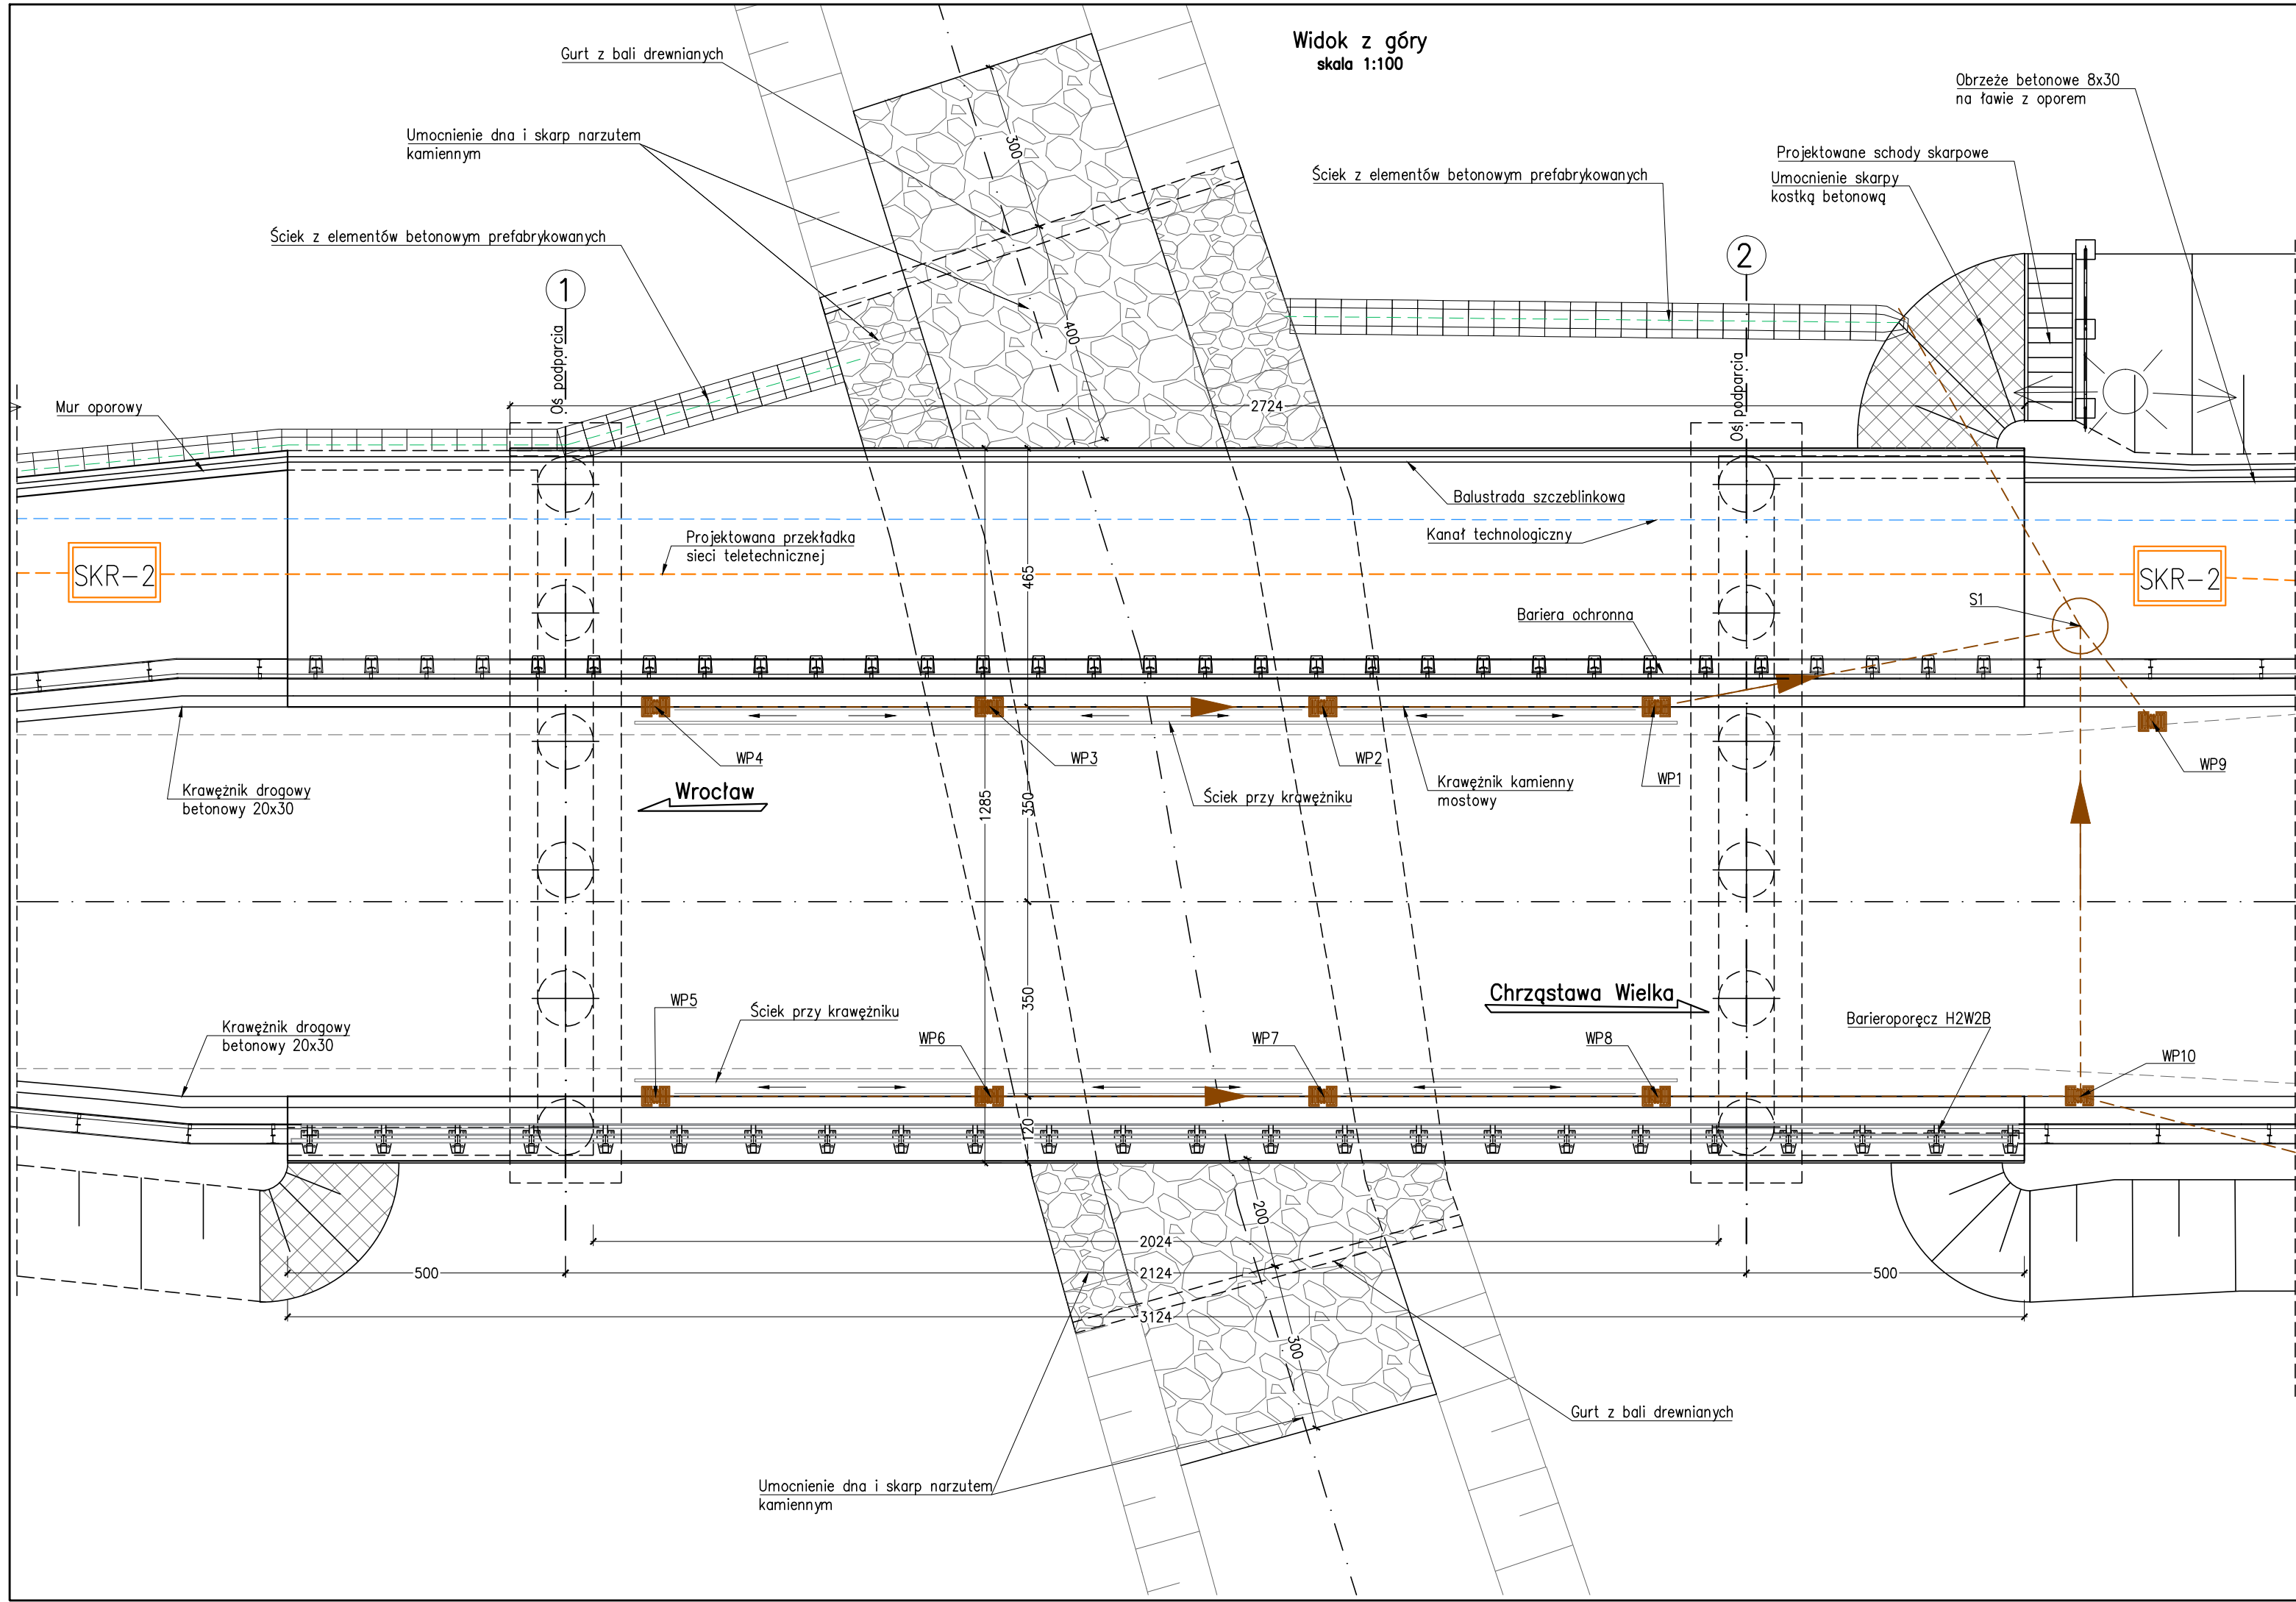 Widok z góry
skala 1:100
Gurt z bali drewnianych
Obrzeże betonowe 8x30
na ławie z oporem
Umocnienie dna i skarp narzutem
kamiennym
Projektowane schody skarpowe
Umocnienie skarpy
kostką betonową
Ściek z elementów betonowym prefabrykowanych
Ściek z elementów betonowym prefabrykowanych
300
400
1
2
Oś podparcia
Oś podparcia
Mur oporowy
2724
Balustrada szczeblinkowa
Kanał technologiczny
Projektowana przekładka
sieci teletechnicznej
SKR-2
SKR-2
465
S1
Bariera ochronna
WP4
WP3
WP2
WP1
WP9
Krawężnik drogowy
betonowy 20x30
Wrocław
1285
350
Ściek przy krawężniku
Krawężnik kamienny
mostowy
350
Chrząstawa Wielka
WP5
Ściek przy krawężniku
WP6
WP7
WP8
Barieroporęcz H2W2B
WP10
Krawężnik drogowy
betonowy 20x30
120
200
2024
500
2124
500
3124
300
Gurt z bali drewnianych
Umocnienie dna i skarp narzutem
kamiennym